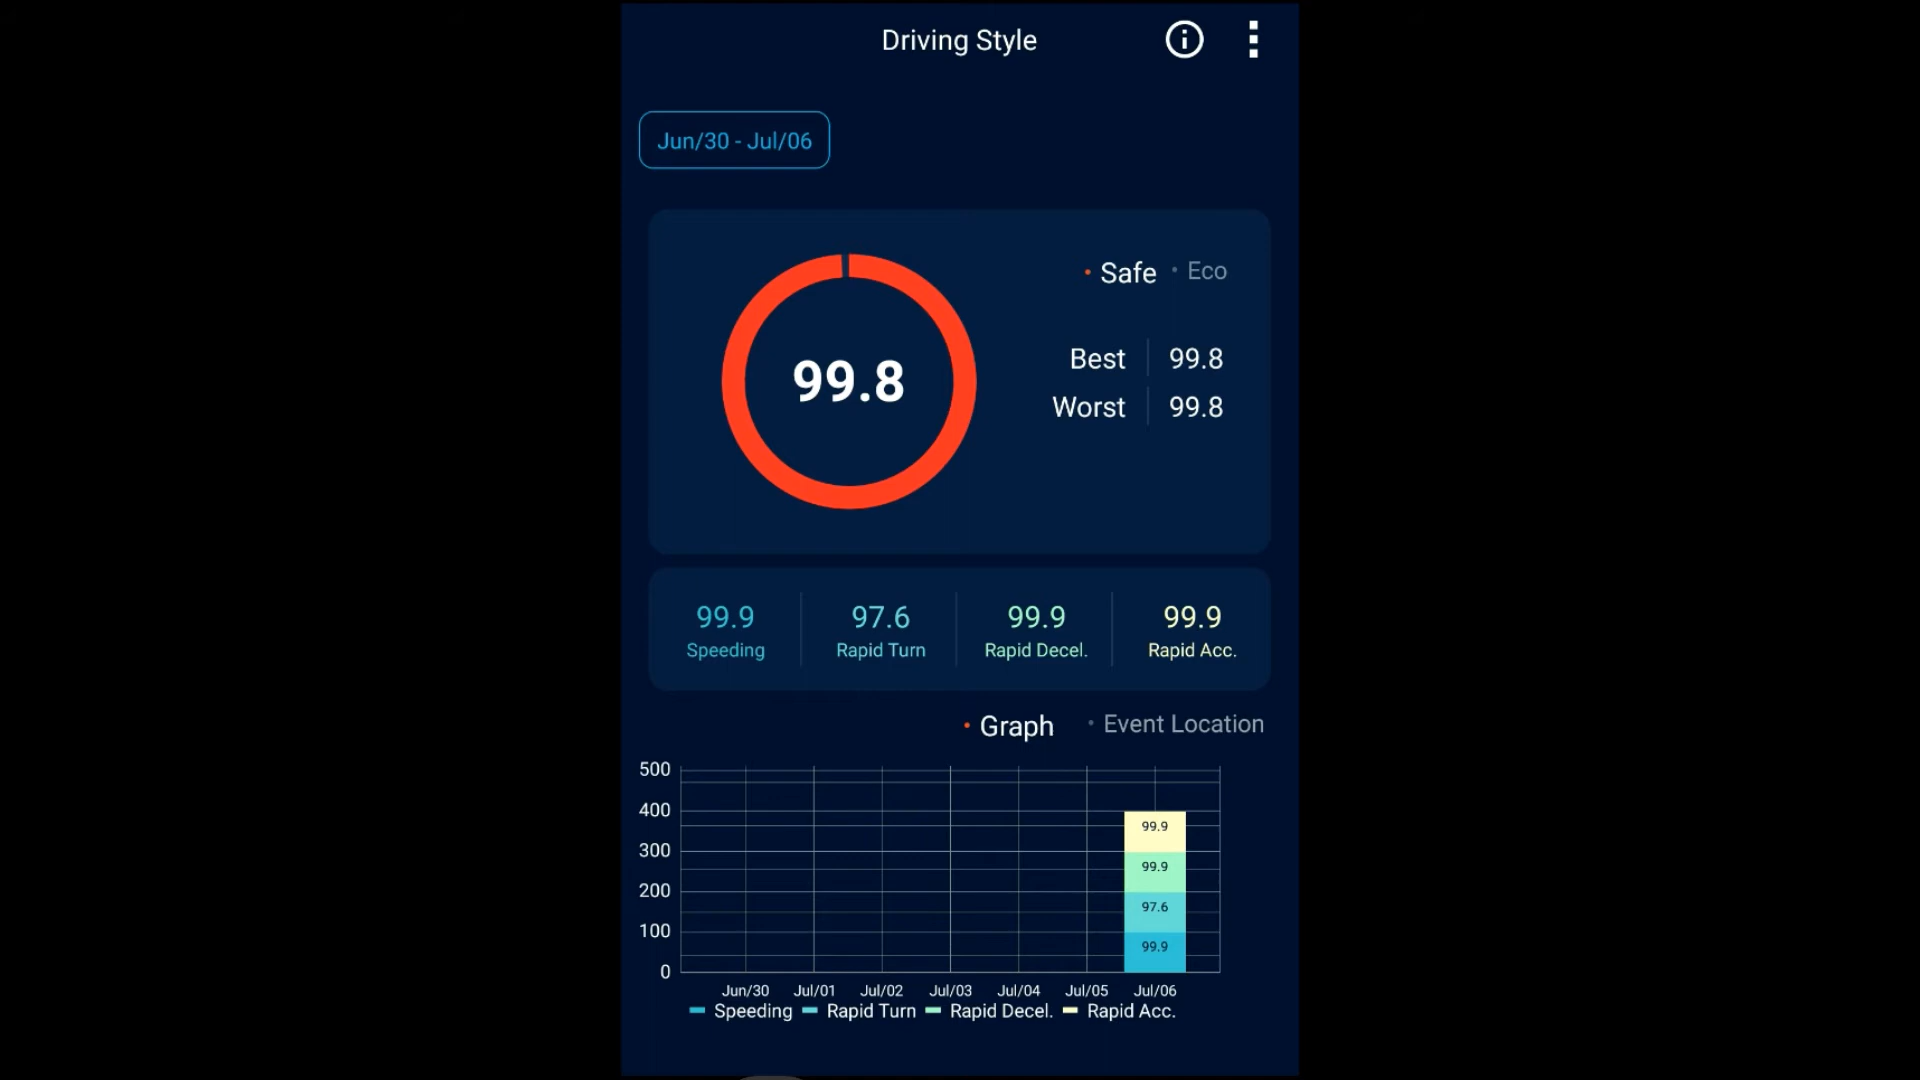 Driving Style
Jun/30 - Jul/06
Safe Eco
99.8
Best 99.8
Worst 99.8
99.9 97.6 99.9 99.9
Speeding Rapid Turn Rapid Decel. Rapid Acc.
Graph Event Location
500
400
300
200
100
0
99.9
99.9
97.6
99.9
Jun/30 Jul/01 Jul/02 Jul/03 Jul/04 Jul/05 Jul/06
Speeding Rapid Turn Rapid Decel. Rapid Acc.